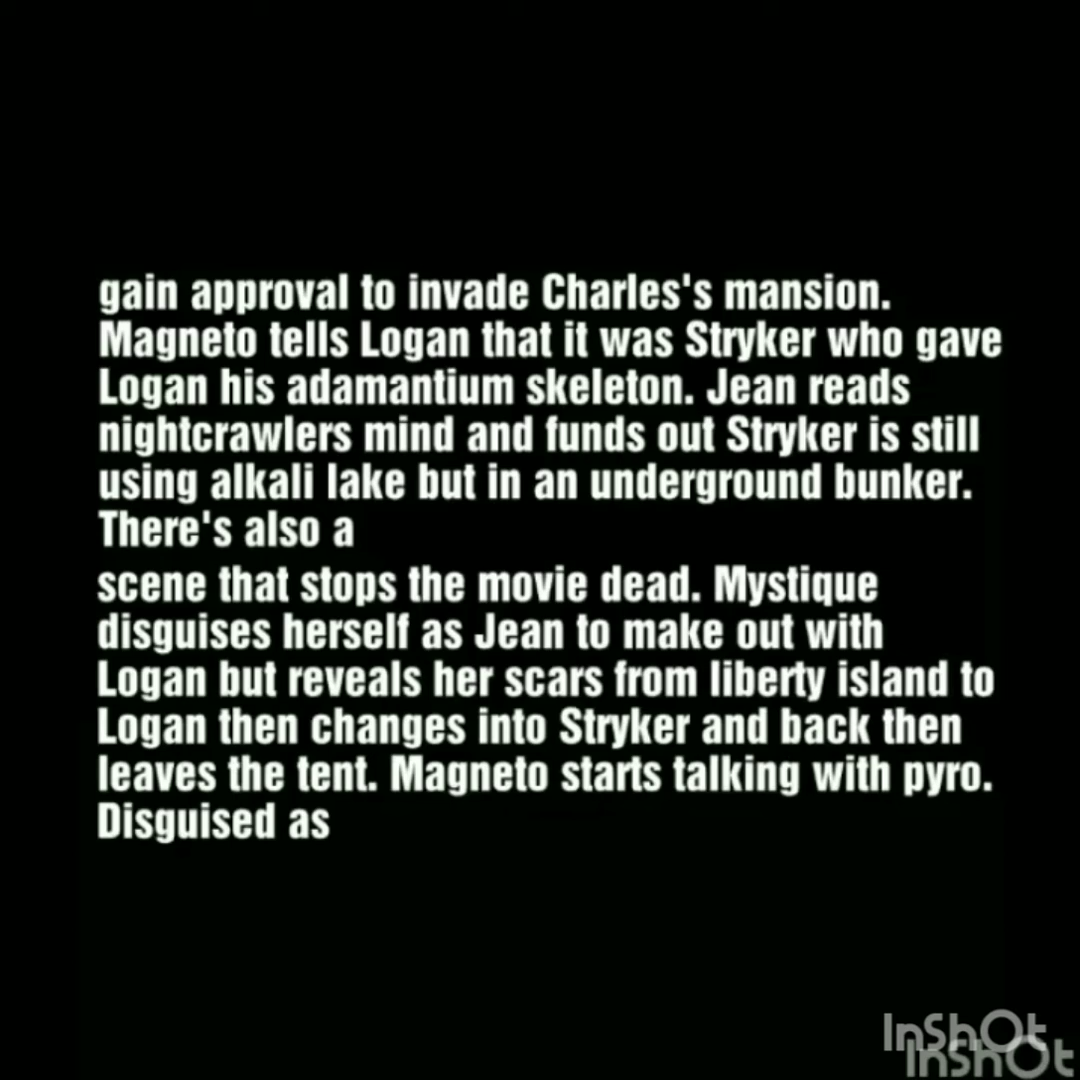 gain approval to invade Charles's mansion.
Magneto tells Logan that it was Stryker who gave
Logan his adamantium skeleton. Jean reads
nightcrawlers mind and funds out Stryker is still
using alkali lake but in an underground bunker.
There's also a
scene that stops the movie dead. Mystique
disguises herself as Jean to make out with
Logan but reveals her scars from liberty island to
Logan then changes into Stryker and back then
leaves the tent. Magneto starts talking with pyro.
Disguised as
InShOt
InShOt